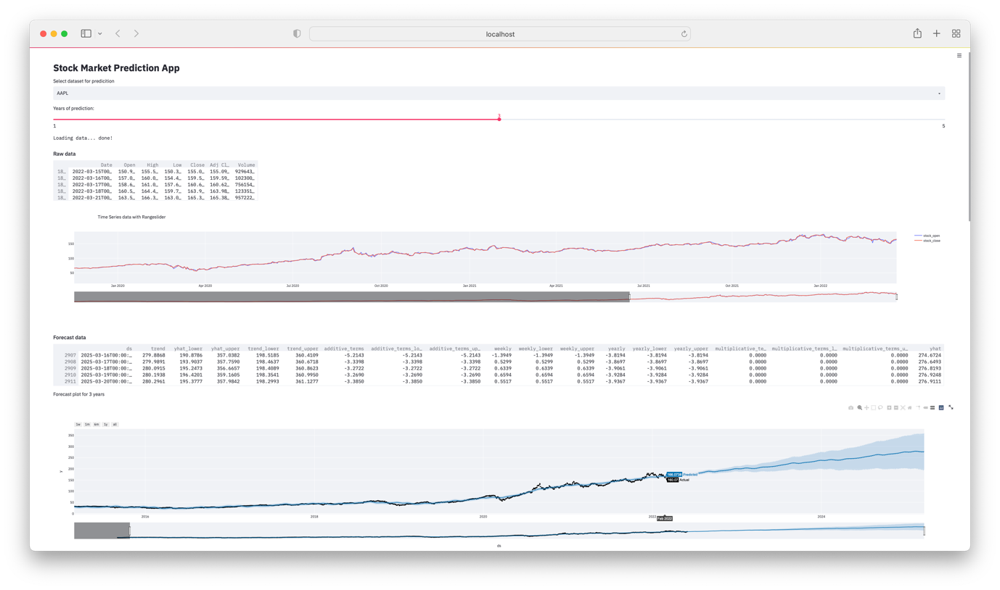 localhost
Stock Market Prediction App
Select dataset for predicition
AAPL
Years of prediction:
3
1 5
Loading data... done!
Raw data
Date Open High Low Close Adj Cl… Volume
18… 2022-03-15T00… 150.9… 155.5… 150.3… 155.0… 155.09… 929643…
18… 2022-03-16T00… 157.0… 160.0… 154.4… 159.5… 159.59… 102300…
18… 2022-03-17T00… 158.6… 161.0… 157.6… 160.6… 160.62… 756154…
18… 2022-03-18T00… 160.5… 164.4… 159.7… 163.9… 163.98… 123351…
18… 2022-03-21T00… 163.5… 166.3… 163.0… 165.3… 165.38… 957222…
Time Series data with Rangeslider
stock_open
stock_close
150
100
50
Jan 2020 Apr 2020 Jul 2020 Oct 2020 Jan 2021 Apr 2021 Jul 2021 Oct 2021 Jan 2022
Forecast data
ds trend yhat_lower yhat_upper trend_lower trend_upper additive_terms additive_terms_lo… additive_terms_up… weekly weekly_lower weekly_upper yearly yearly_lower yearly_upper multiplicative_te… multiplicative_terms_l… multiplicative_terms_u… yhat
2907 2025-03-16T00:00:… 279.8868 190.8786 357.0382 198.5185 360.4109 -5.2143 -5.2143 -5.2143 -1.3949 -1.3949 -1.3949 -3.8194 -3.8194 -3.8194 0.0000 0.0000 0.0000 274.6724
2908 2025-03-17T00:00:… 279.9891 193.9037 357.7590 198.4637 360.6718 -3.3398 -3.3398 -3.3398 0.5299 0.5299 0.5299 -3.8697 -3.8697 -3.8697 0.0000 0.0000 0.0000 276.6493
2909 2025-03-18T00:00:… 280.0915 195.2473 356.6657 198.4089 360.8623 -3.2722 -3.2722 -3.2722 0.6339 0.6339 0.6339 -3.9061 -3.9061 -3.9061 0.0000 0.0000 0.0000 276.8193
2910 2025-03-19T00:00:… 280.1938 196.4201 359.1605 198.3541 360.9950 -3.2690 -3.2690 -3.2690 0.6594 0.6594 0.6594 -3.9284 -3.9284 -3.9284 0.0000 0.0000 0.0000 276.9248
2911 2025-03-20T00:00:… 280.2961 195.3777 357.9842 198.2993 361.1277 -3.3850 -3.3850 -3.3850 0.5517 0.5517 0.5517 -3.9367 -3.9367 -3.9367 0.0000 0.0000 0.0000 276.9111
Forecast plot for 3 years
1w 1m 6m 1y all
350
300
250
200
150
100
50
0
y
Predicted
160.07 Actual
2016 2018 2020 2022 2024
Feb 2022
ds